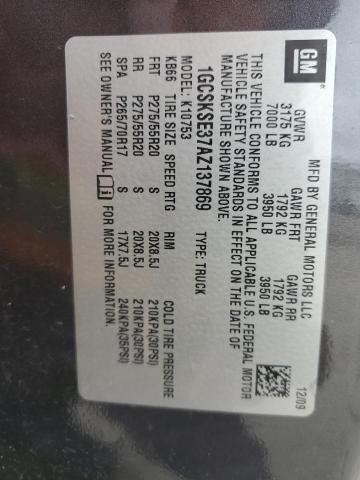 GM
MFD BY GENERAL MOTORS LLC
12/09
GVWR GAWR FRT GAWR RR
3175 KG 1792 KG 1792 KG
7000 LB 3950 LB 3950 LB
THIS VEHICLE CONFORMS TO ALL APPLICABLE U.S. FEDERAL MOTOR
VEHICLE SAFETY STANDARDS IN EFFECT ON THE DATE OF
MANUFACTURE SHOWN ABOVE.
1GCSKSE37AZ137869 TYPE: TRUCK
MODEL: K10753
KB66 TIRE SIZE SPEED RTG RIM COLD TIRE PRESSURE
FRT P275/55R20 S 20X8.5J 210KPA(30PSI)
RR P275/55R20 S 20X8.5J 210KPA(30PSI)
SPA P265/70R17 S 17X7.5J 240KPA(35PSI)
SEE OWNER'S MANUAL i FOR MORE INFORMATION.